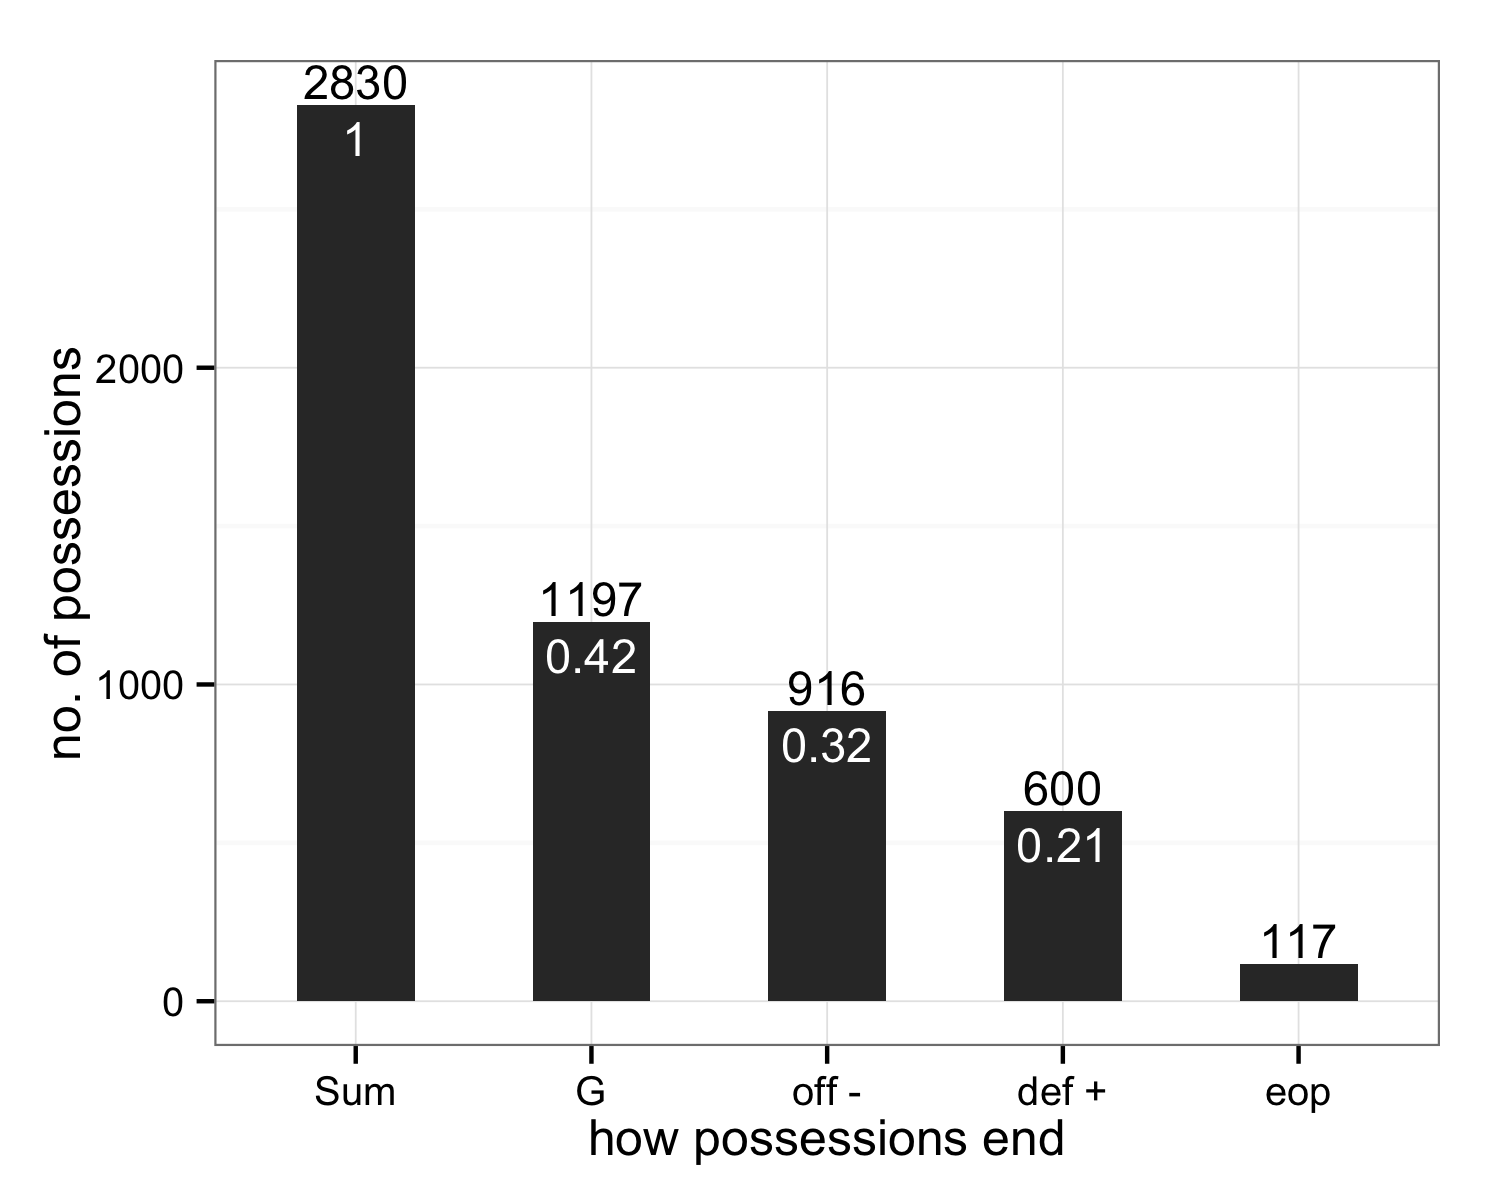 no. of possessions
2000
1000
0
2830
1
1197
0.42
916
0.32
600
0.21
117
Sum
G
off -
def +
eop
how possessions end